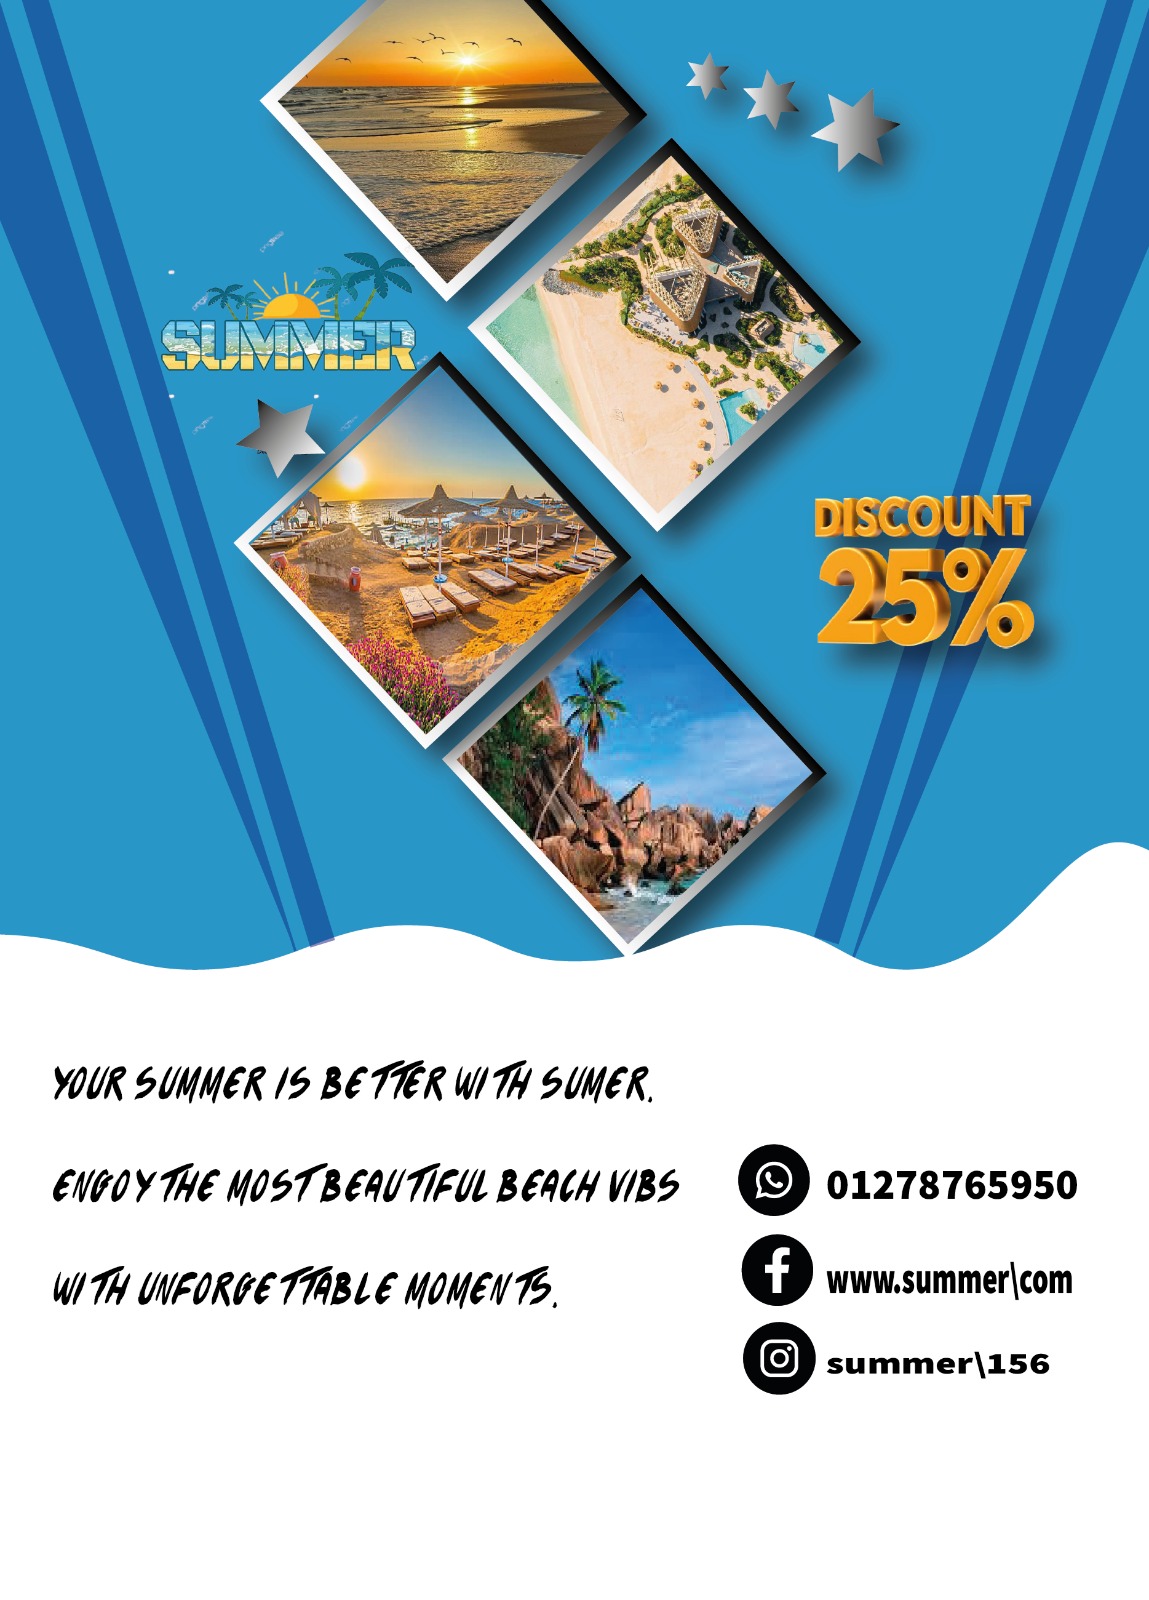 SUMMER
DISCOUNT
25%
YOUR SUMMER IS BETTER WITH SUMER.
ENGOY THE MOST BEAUTIFUL BEACH VIBS
WITH UNFORGETTABLE MOMENTS.
01278765950
www.summer\com
summer\156